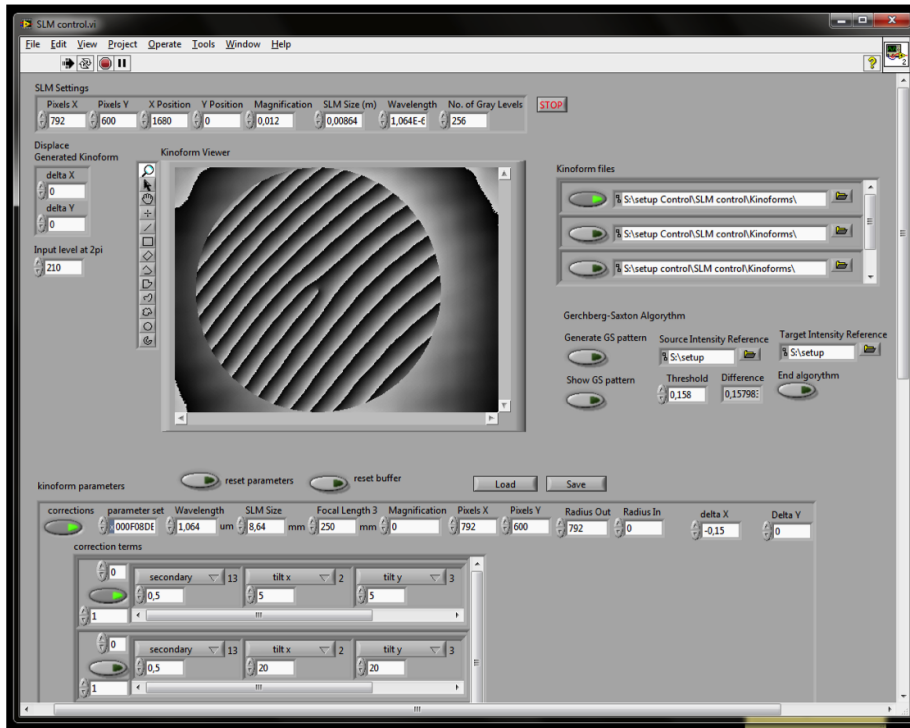 SLM control.vi
File Edit View Project Operate Tools Window Help
2
SLM Settings
Pixels X Pixels Y X Position Y Position Magnification SLM Size (m) Wavelength No. of Gray Levels
792 600 1680 0 0,012 0,00864 1,064E-6 256 STOP
Displace
Generated Kinoform
delta X
0
delta Y
0
Input level at 2pi
210
Kinoform Viewer
Kinoform files
S:\setup Control\SLM control\Kinoforms\
S:\setup Control\SLM control\Kinoforms\
S:\setup control\SLM control\Kinoforms\
Gerchberg-Saxton Algorythm
Generate GS pattern Source Intensity Reference Target Intensity Reference
S:\setup S:\setup
Show GS pattern Threshold Difference End algorythm
0,158 0,15798
kinoform parameters reset parameters reset buffer Load Save
corrections parameter set Wavelength SLM Size Focal Length 3 Magnification Pixels X Pixels Y Radius Out Radius In delta X Delta Y
000F08DE 1,064 um 8,64 mm 250 mm 0 792 600 792 0 -0,15 0
correction terms
0 secondary 13 tilt x 2 tilt y 3
0,5 5 5
1
0 secondary 13 tilt x 2 tilt y 3
0,5 20 20
1